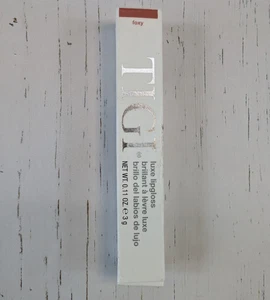 foxy
TIGI
luxe lipgloss
brillant à lèvre luxe
brillo del labios de lujo
NET WT. 0.11 OZ. e 3 g